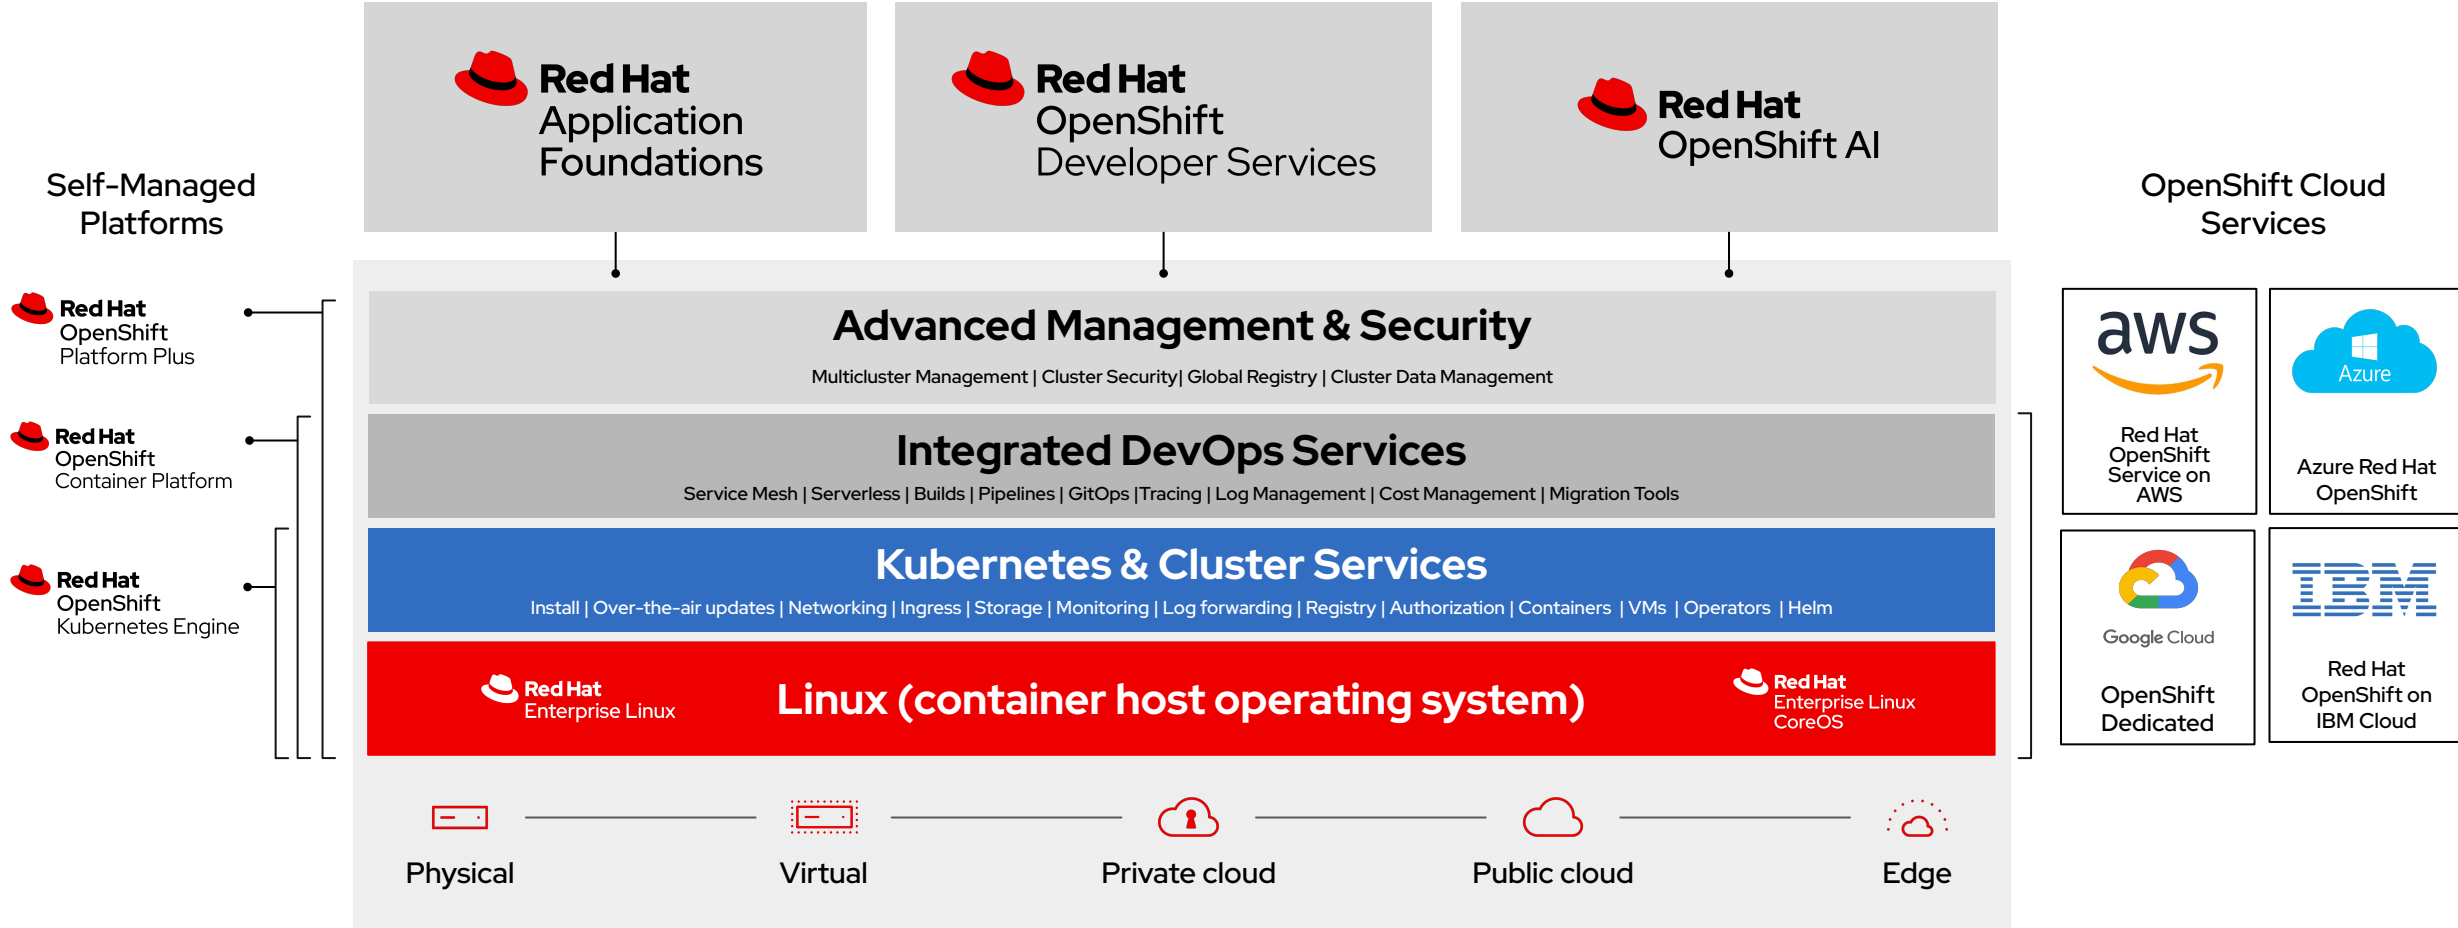 Red Hat
Application
Foundations
Red Hat
OpenShift
Developer Services
Red Hat
OpenShift AI
Self-Managed
Platforms
Red Hat
OpenShift
Platform Plus
Red Hat
OpenShift
Container Platform
Red Hat
OpenShift
Kubernetes Engine
Advanced Management & Security
Multicluster Management | Cluster Security| Global Registry | Cluster Data Management
Integrated DevOps Services
Service Mesh | Serverless | Builds | Pipelines | GitOps |Tracing | Log Management | Cost Management | Migration Tools
Kubernetes & Cluster Services
Install | Over-the-air updates | Networking | Ingress | Storage | Monitoring | Log forwarding | Registry | Authorization | Containers | VMs | Operators | Helm
Red Hat
Enterprise Linux
Linux (container host operating system)
Red Hat
Enterprise Linux
CoreOS
Physical
Virtual
Private cloud
Public cloud
Edge
OpenShift Cloud
Services
aws
Red Hat
OpenShift
Service on
AWS
Azure
Azure Red Hat
OpenShift
Google Cloud
OpenShift
Dedicated
IBM
Red Hat
OpenShift on
IBM Cloud